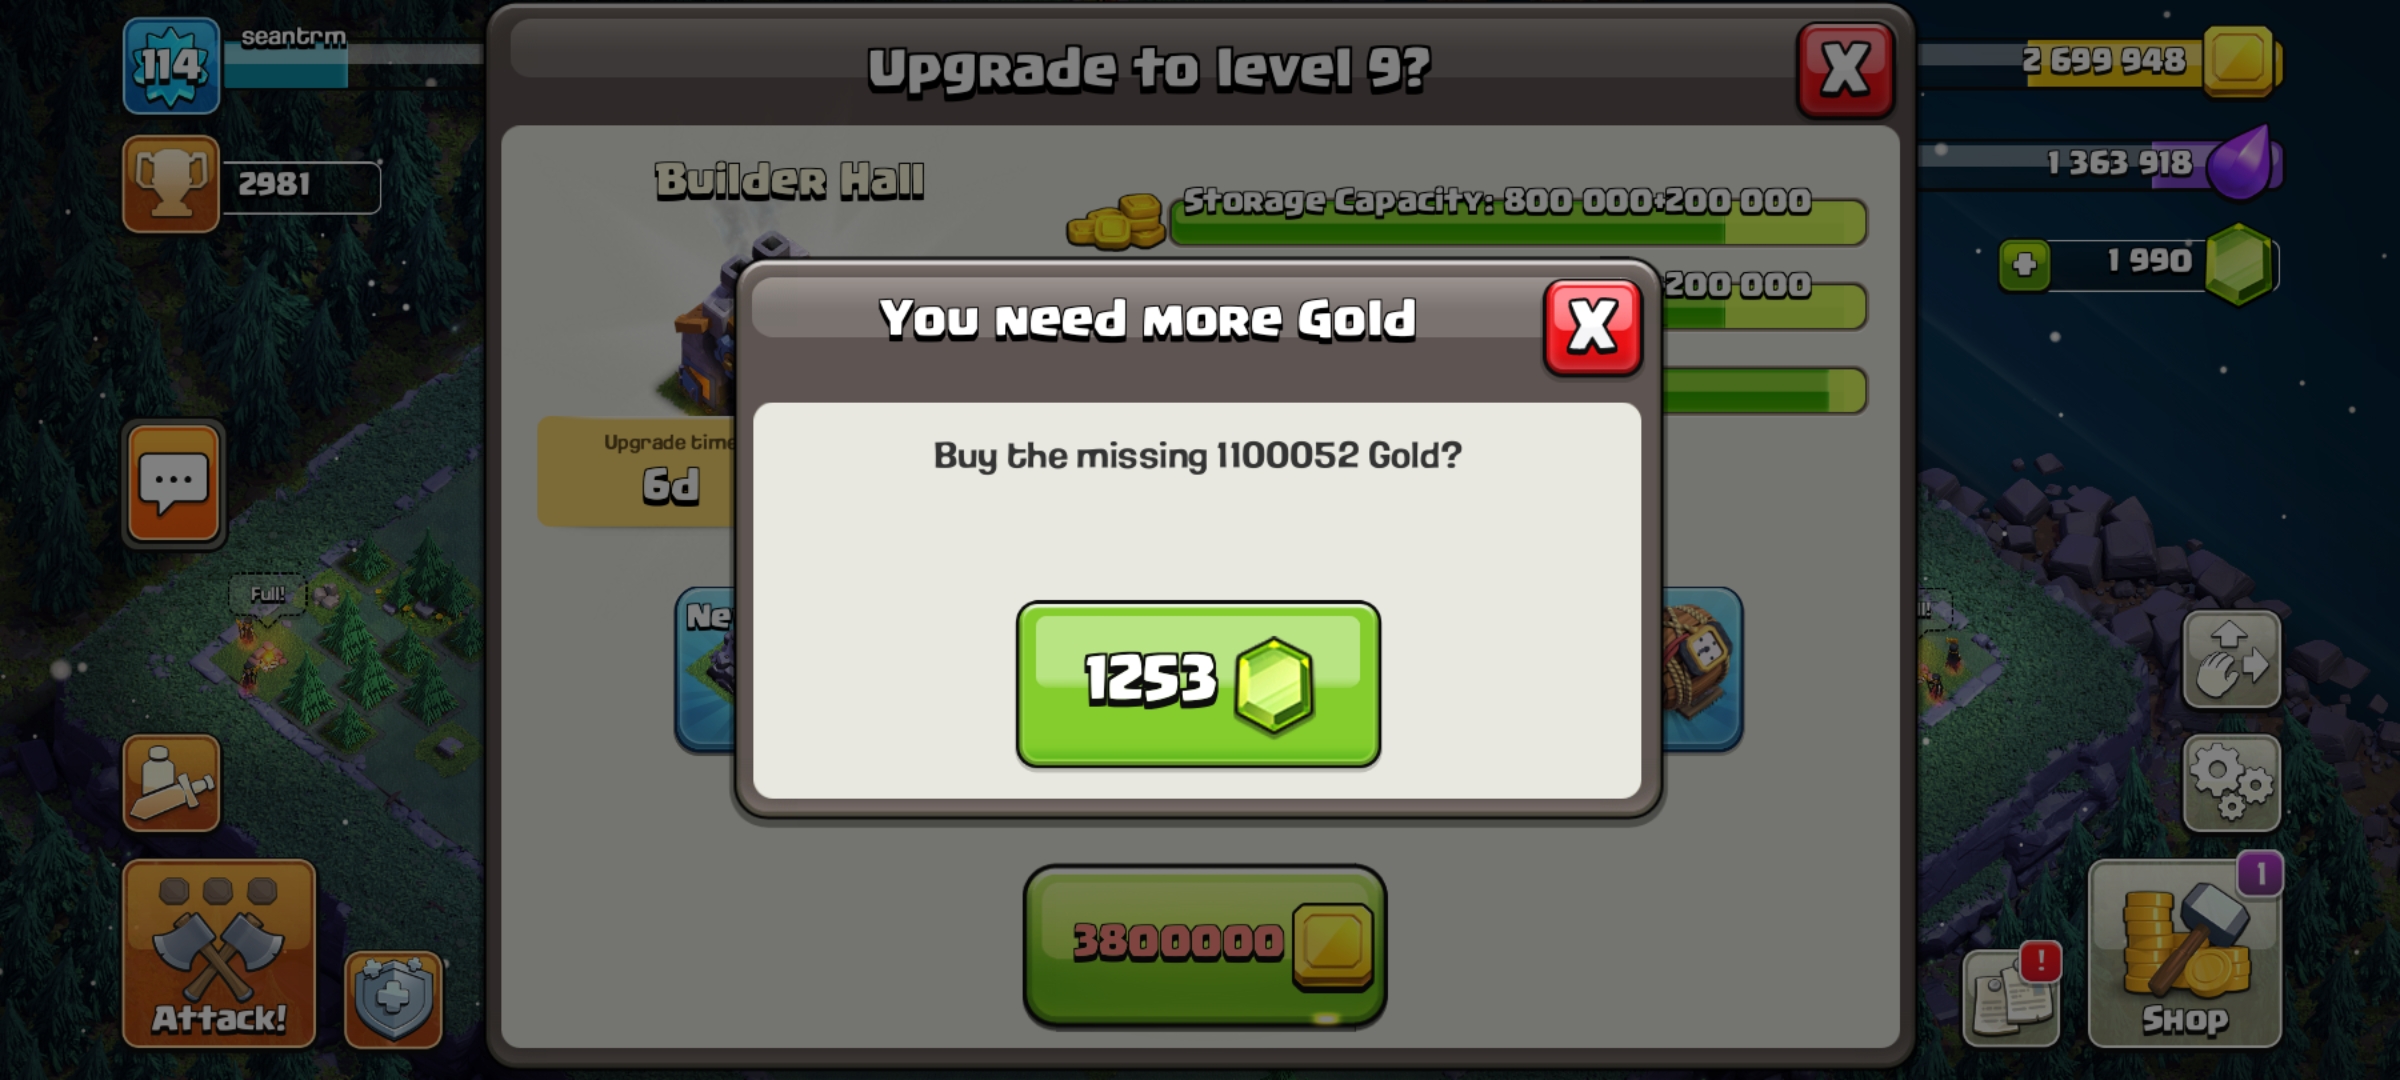 114
seantrm
Upgrade to level 9?
X
2 699 948
2981
Builder Hall
Storage Capacity: 800 000+200 000
1 363 918
+
1 990
200 000
You need more Gold
X
Upgrade time
6d
Buy the missing 1100052 Gold?
Full!
Ne
1253
3800000
Attack!
1
!
Shop